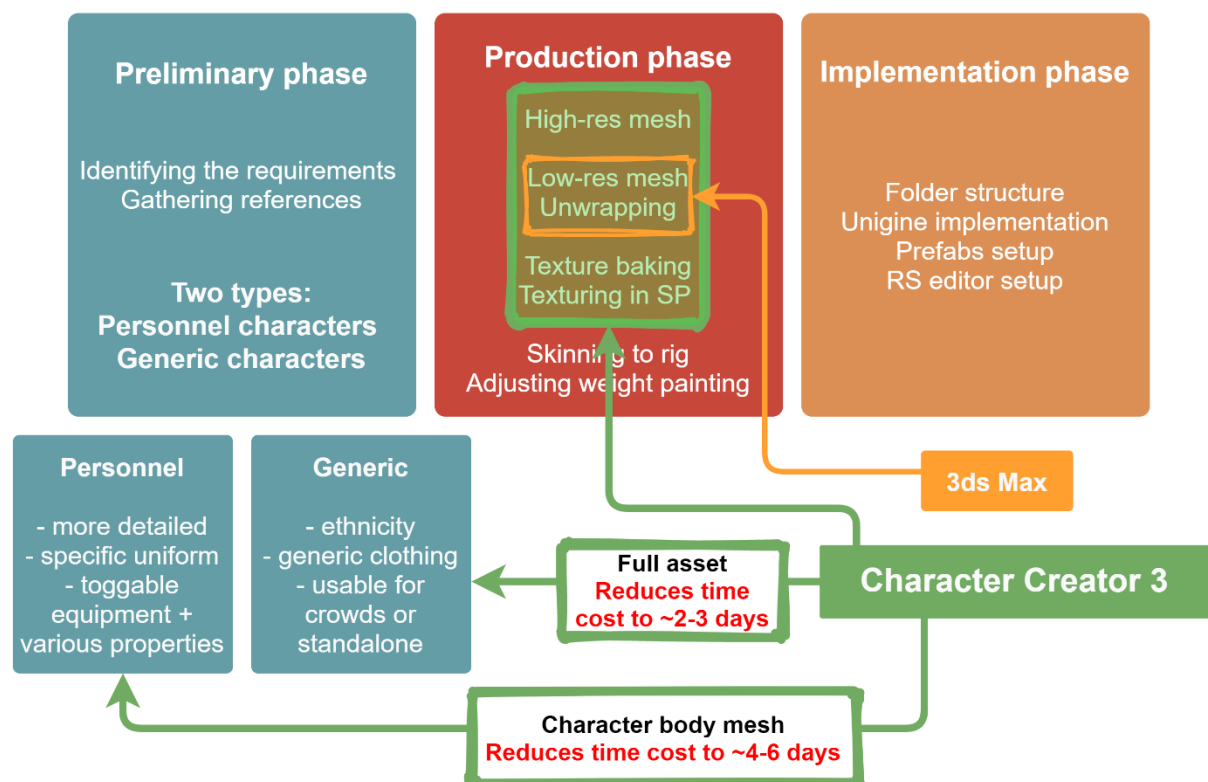 Preliminary phase
Identifying the requirements
Gathering references
Two types:
Personnel characters
Generic characters
Production phase
High-res mesh
Low-res mesh
Unwrapping
Texture baking
Texturing in SP
Skinning to rig
Adjusting weight painting
Implementation phase
Folder structure
Unigine implementation
Prefabs setup
RS editor setup
Personnel
- more detailed
- specific uniform
- toggable
equipment +
various properties
Generic
- ethnicity
- generic clothing
- usable for
crowds or
standalone
3ds Max
Full asset
Reduces time
cost to ~2-3 days
Character Creator 3
Character body mesh
Reduces time cost to ~4-6 days